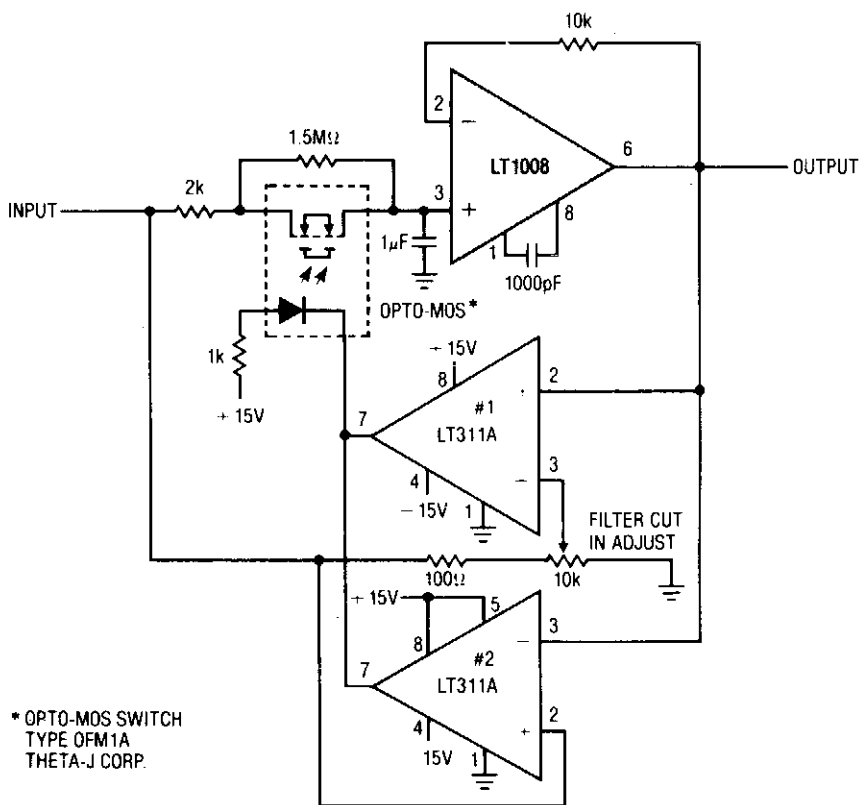 10k
2
−
1.5MΩ
LT1008
6
OUTPUT
2k
3
+
8
INPUT
1µF
1
1000pF
OPTO-MOS*
+15V
1k
8
2
#1
+15V
7
LT311A
3
−
4
−15V
1
FILTER CUT
IN ADJUST
100Ω
10k
+15V
5
8
3
−
#2
7
LT311A
2
* OPTO-MOS SWITCH
TYPE OFM1A
THETA-J CORP.
4
+
15V
1